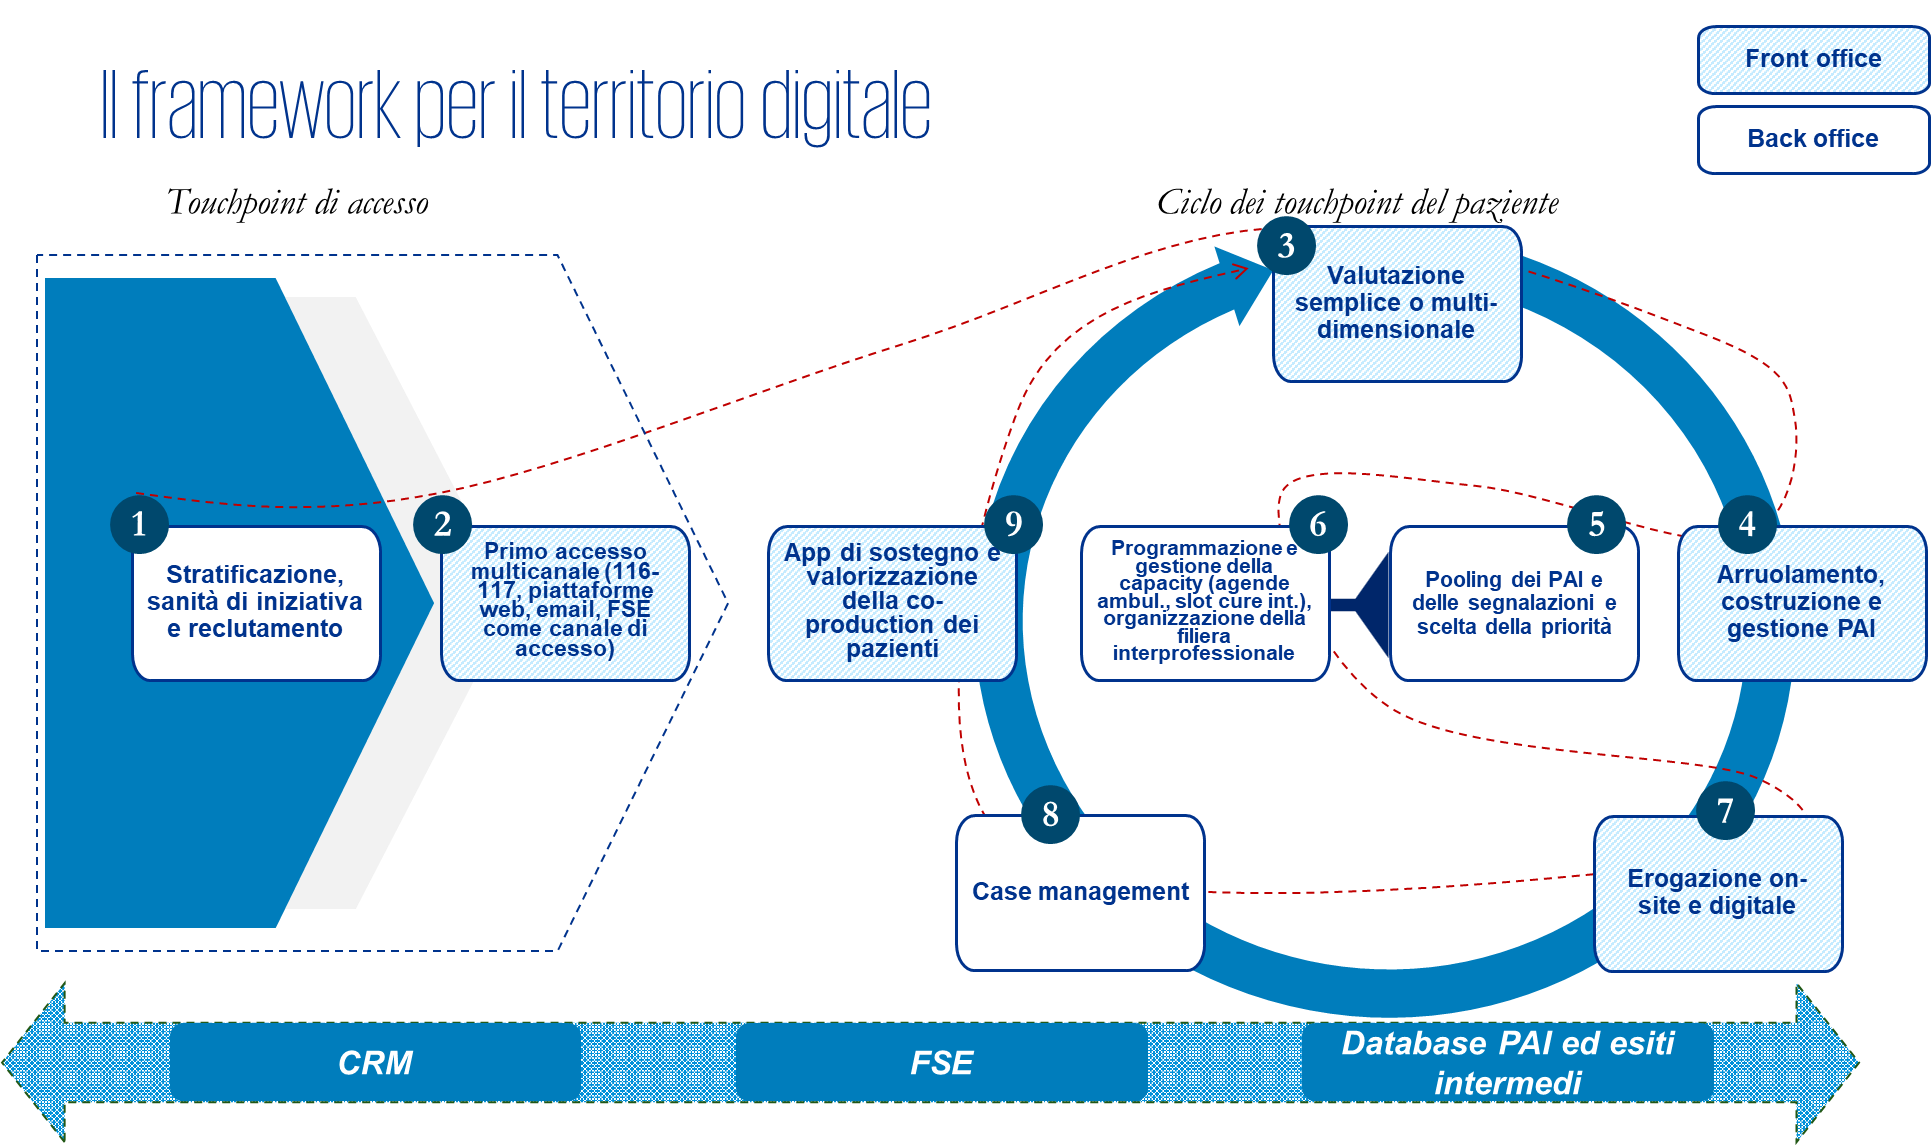 Il framework per il territorio digitale
Front office
Back office
Touchpoint di accesso
Ciclo dei touchpoint del paziente
1
Stratificazione,
sanità di iniziativa
e reclutamento
2
Primo accesso
multicanale (116-
117, piattaforme
web, email, FSE
come canale di
accesso)
3
Valutazione
semplice o multi-
dimensionale
4
Arruolamento,
costruzione e
gestione PAI
5
Pooling dei PAI e
delle segnalazioni e
scelta della priorità
6
Programmazione e
gestione della
capacity (agende
ambul., slot cure int.),
organizzazione della
filiera
interprofessionale
7
Erogazione on-
site e digitale
8
Case management
9
App di sostegno e
valorizzazione
della co-
production dei
pazienti
CRM
FSE
Database PAI ed esiti
intermedi